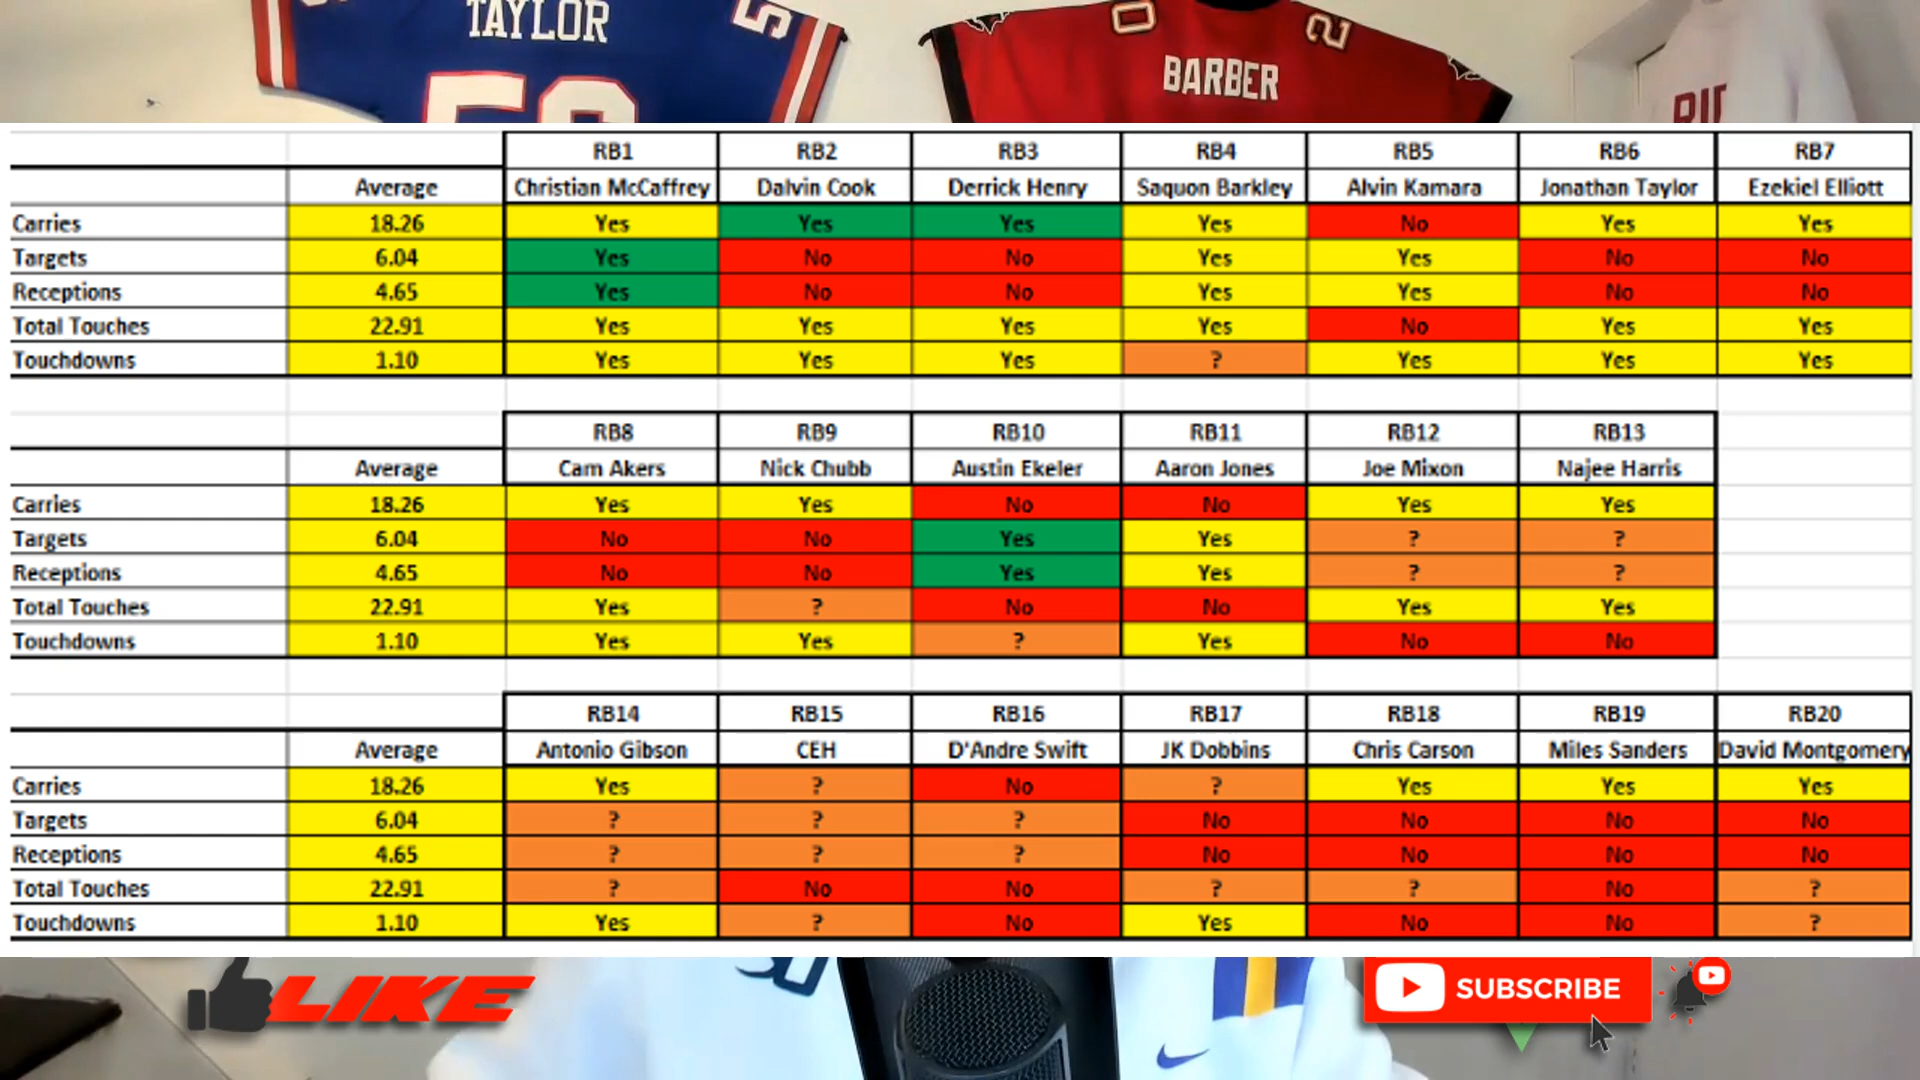 TAYLOR
BARBER
RB1 RB2 RB3 RB4 RB5 RB6 RB7
Average Christian McCaffrey Dalvin Cook Derrick Henry Saquon Barkley Alvin Kamara Jonathan Taylor Ezekiel Elliott
Carries 18.26 Yes Yes Yes Yes No Yes Yes
Targets 6.04 Yes No No Yes Yes No No
Receptions 4.65 Yes No No Yes Yes No No
Total Touches 22.91 Yes Yes Yes Yes No Yes Yes
Touchdowns 1.10 Yes Yes Yes ? Yes Yes Yes
RB8 RB9 RB10 RB11 RB12 RB13
Average Cam Akers Nick Chubb Austin Ekeler Aaron Jones Joe Mixon Najee Harris
Carries 18.26 Yes Yes No No Yes Yes
Targets 6.04 No No Yes Yes ? ?
Receptions 4.65 No No Yes Yes ? ?
Total Touches 22.91 Yes ? No No Yes Yes
Touchdowns 1.10 Yes Yes ? Yes No No
RB14 RB15 RB16 RB17 RB18 RB19 RB20
Average Antonio Gibson CEH D'Andre Swift JK Dobbins Chris Carson Miles Sanders David Montgomery
Carries 18.26 Yes ? No ? Yes Yes Yes
Targets 6.04 ? ? ? No No No No
Receptions 4.65 ? ? ? No No No No
Total Touches 22.91 ? No No ? ? No ?
Touchdowns 1.10 Yes ? No Yes No No ?
LIKE
SUBSCRIBE